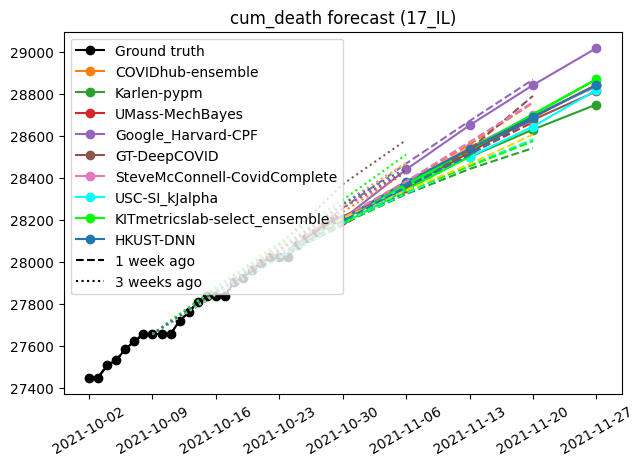 cum_death forecast (17_IL)
29000
28800
28600
28400
28200
28000
27800
27600
27400
Ground truth
COVIDhub-ensemble
Karlen-pypm
UMass-MechBayes
Google_Harvard-CPF
GT-DeepCOVID
SteveMcConnell-CovidComplete
USC-SI_kJalpha
KITmetricslab-select_ensemble
HKUST-DNN
1 week ago
3 weeks ago
2021-10-02
2021-10-09
2021-10-16
2021-10-23
2021-10-30
2021-11-06
2021-11-13
2021-11-20
2021-11-27